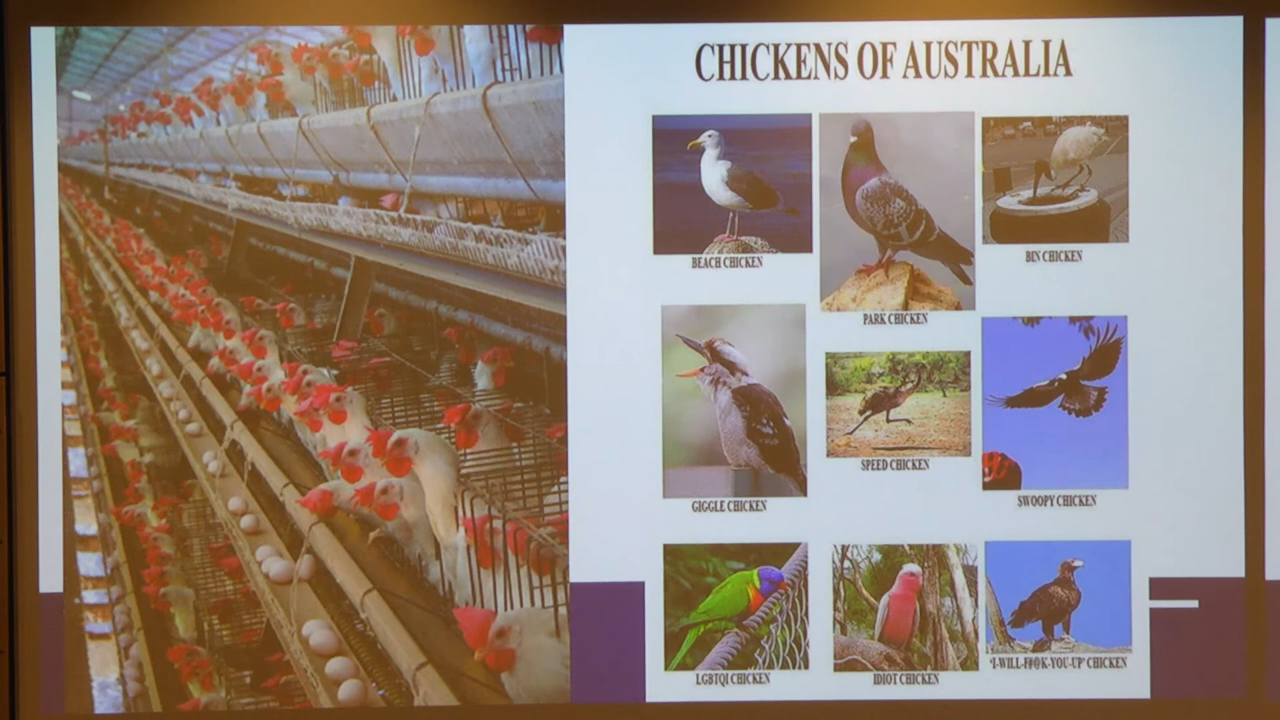 CHICKENS OF AUSTRALIA
BEACH CHICKEN
PARK CHICKEN
BIN CHICKEN
GIGGLE CHICKEN
SPEED CHICKEN
SWOOPY CHICKEN
LGBTQI CHICKEN
IDIOT CHICKEN
'I-WILL-F#@K-YOU-UP' CHICKEN